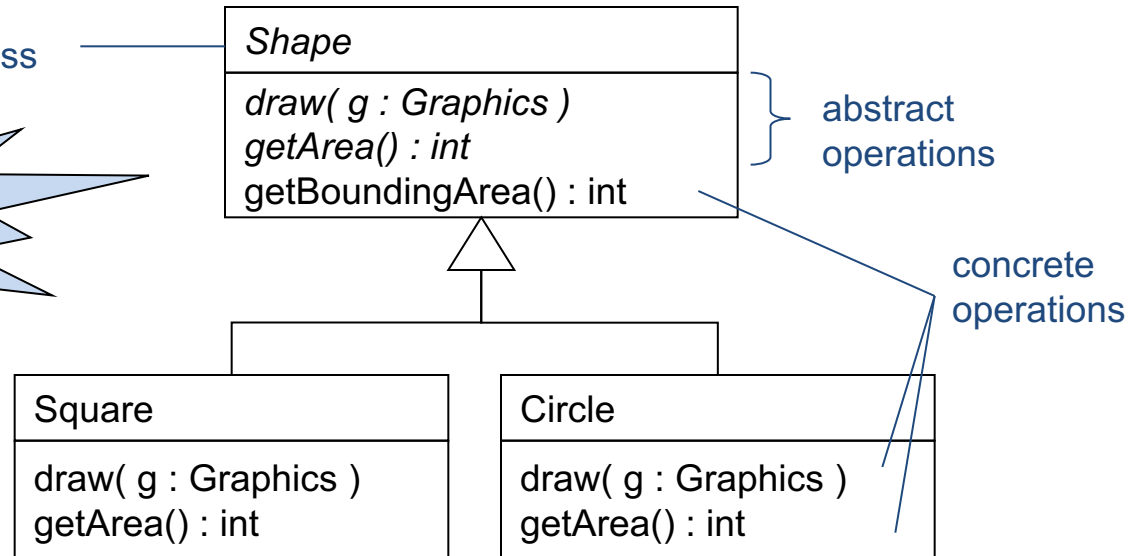 ss
Shape
draw( g : Graphics )
getArea() : int
getBoundingArea() : int
abstract
operations
concrete
operations
Square
draw( g : Graphics )
getArea() : int
Circle
draw( g : Graphics )
getArea() : int